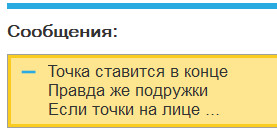 Сообщения:
Точка ставится в конце
Правда же подружки
Если точки на лице ...